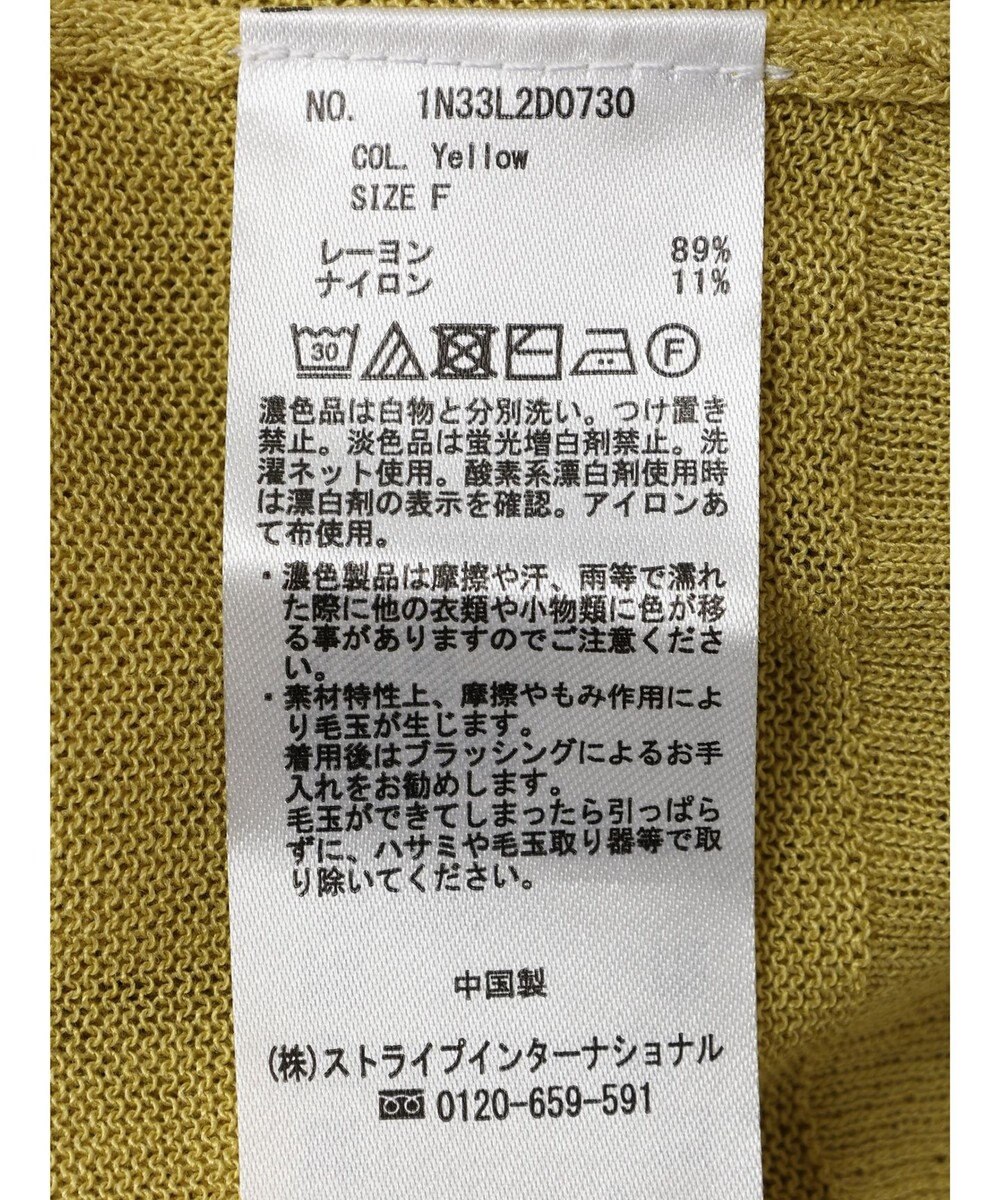 NO. 1N33L2D0730
COL. Yellow
SIZE F
レーヨン 89%
ナイロン 11%
30 F
濃色品は白物と分別洗い。つけ置き
禁止。淡色品は蛍光増白剤禁止。洗
濯ネット使用。酸素系漂白剤使用時
は漂白剤の表示を確認。アイロンあ
て布使用。
・濃色製品は摩擦や汗、雨等で濡れ
た際に他の衣類や小物類に色が移
る事がありますのでご注意くださ
い。
・素材特性上、摩擦やもみ作用によ
り毛玉が生じます。
着用後はブラッシングによるお手
入れをお勧めします。
毛玉ができてしまったら引っぱら
ずに、ハサミや毛玉取り器等で取
り除いてください。
中国製
(株)ストライプインターナショナル
0120-659-591